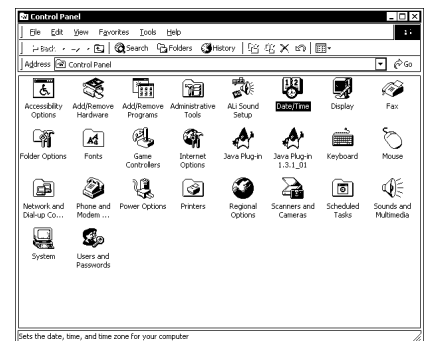 Control Panel
File Edit View Favorites Tools Help
Back Search Folders History
Address Control Panel Go
Accessibility Options
Add/Remove Hardware
Add/Remove Programs
Administrative Tools
ALi Sound Setup
Date/Time
Display
Fax
Folder Options
Fonts
Game Controllers
Internet Options
Java Plug-in
Java Plug-in 1.3.1_01
Keyboard
Mouse
Network and Dial-up Co...
Phone and Modem ...
Power Options
Printers
Regional Options
Scanners and Cameras
Scheduled Tasks
Sounds and Multimedia
System
Users and Passwords
Sets the date, time, and time zone for your computer